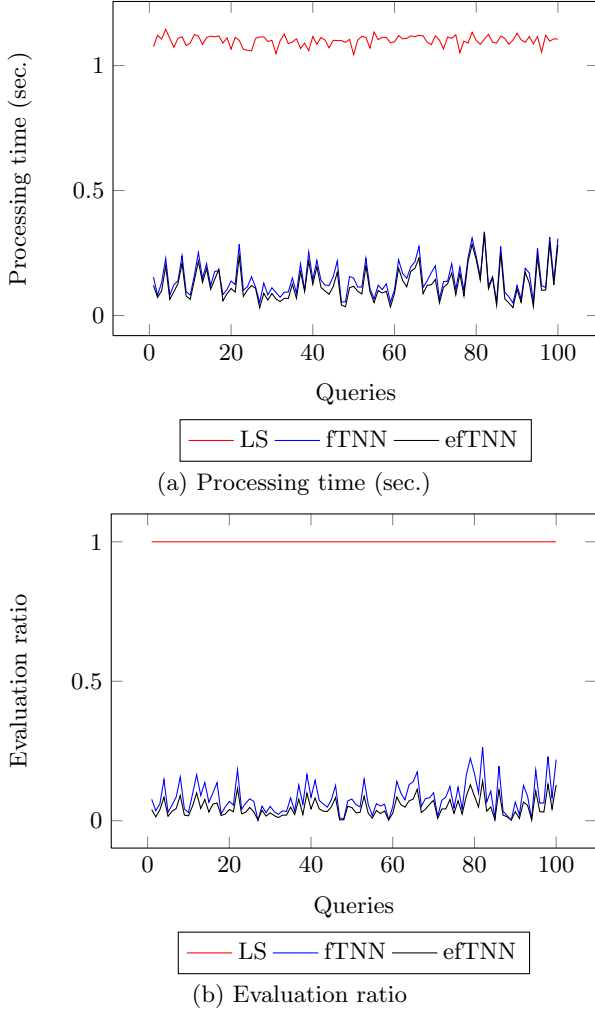 Processing time (sec.)
1
0.5
0
0 20 40 60 80 100
Queries
LS fTNN efTNN
(a) Processing time (sec.)
Evaluation ratio
1
0.5
0
0 20 40 60 80 100
Queries
LS fTNN efTNN
(b) Evaluation ratio